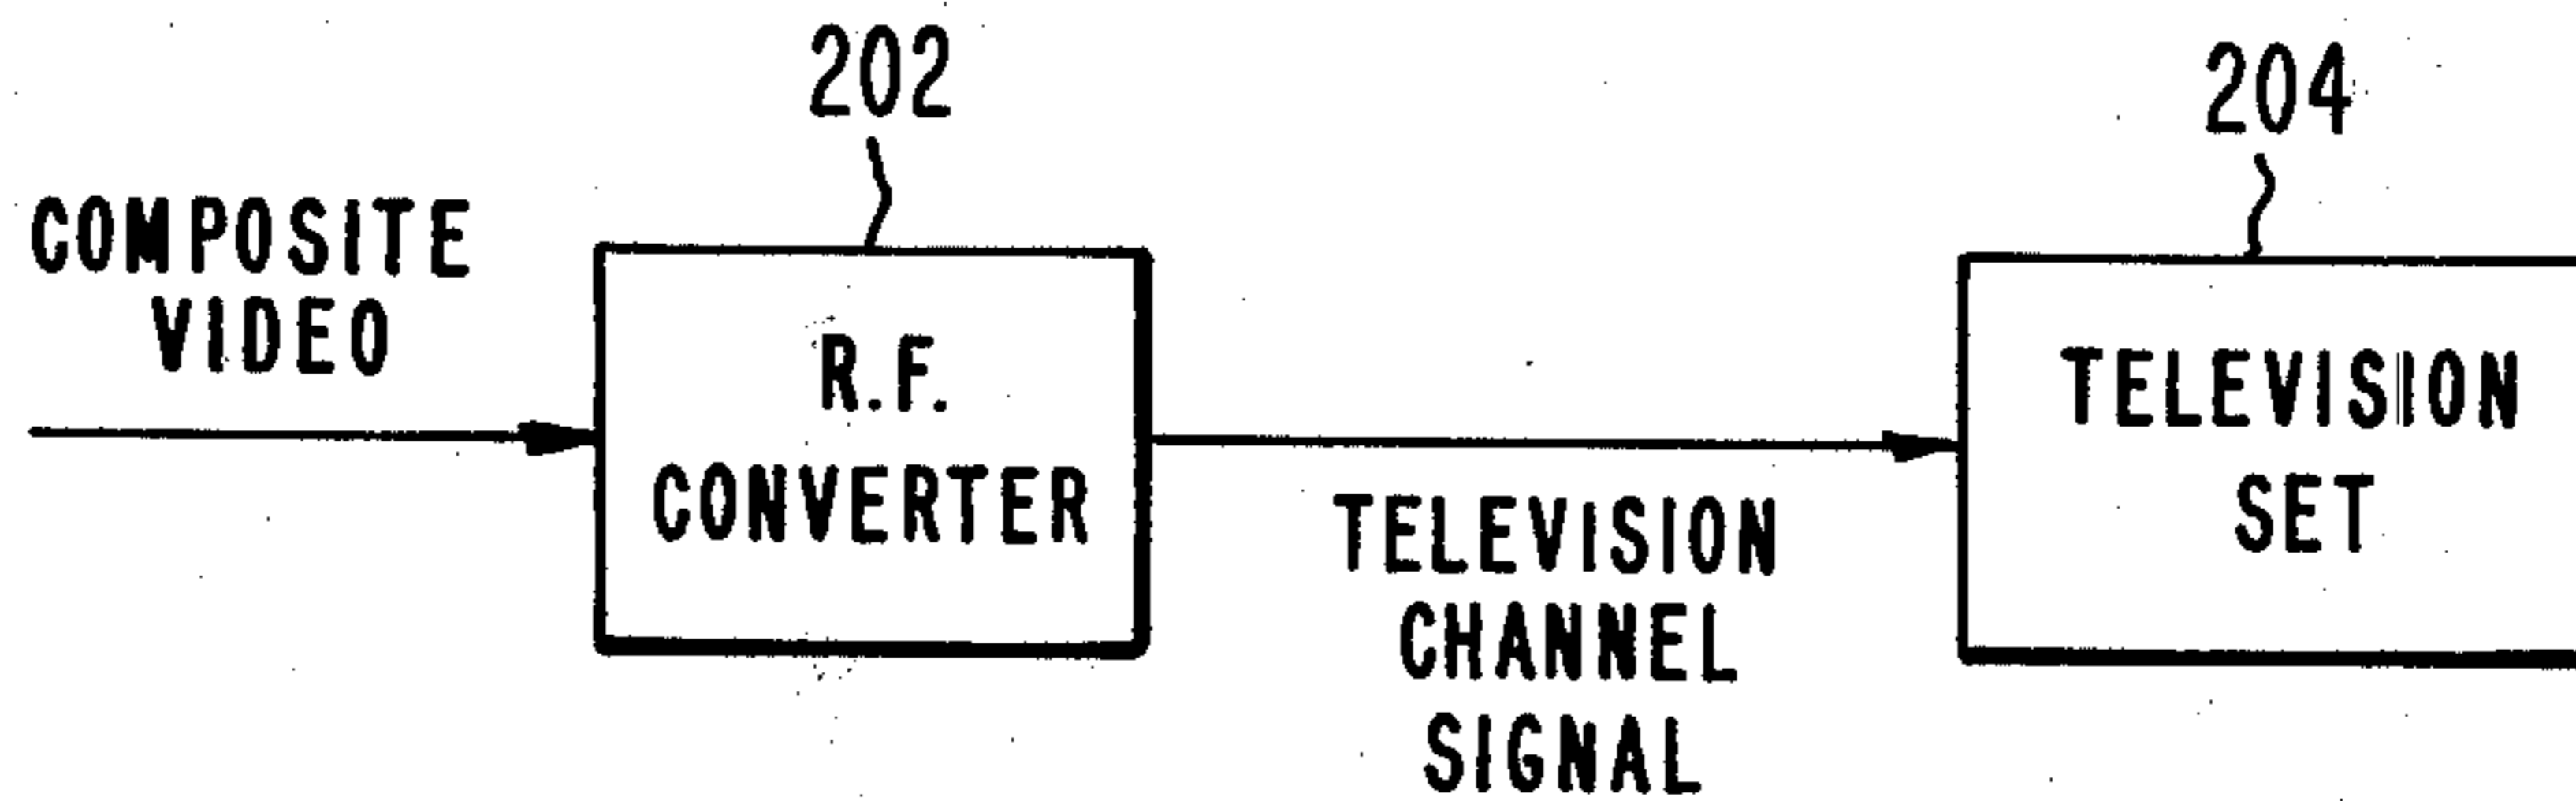 202
204
COMPOSITE
VIDEO
R.F.
CONVERTER
TELEVISION
CHANNEL
SIGNAL
TELEVISION
SET